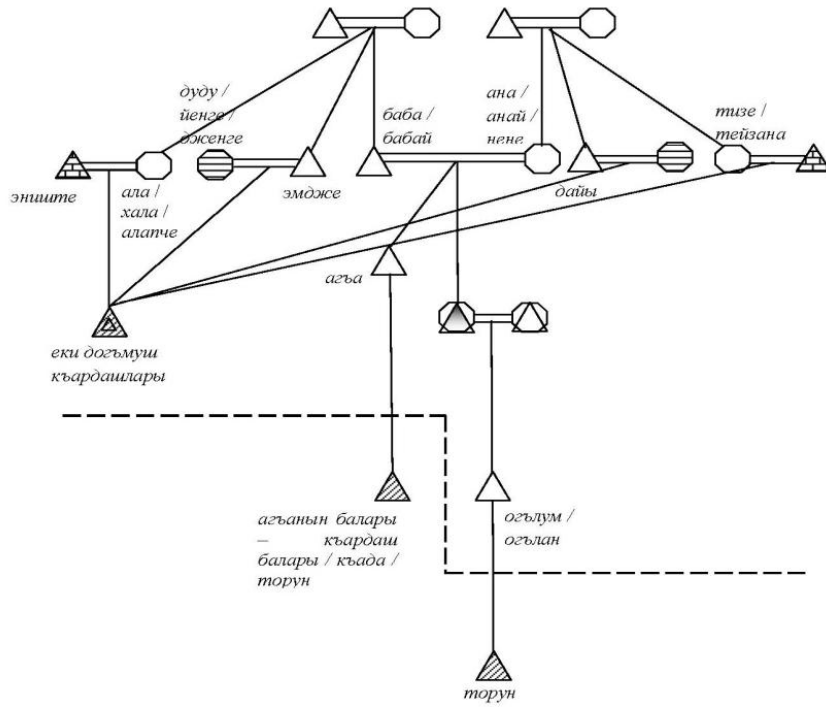 дуду /
йенге /
дженге
баба /
бабай
ана /
анай /
нене
тизе /
тейзана
эниште
ала /
хала /
алапче
эмдже
дайы
агъа
еки догъмуш
къардашлары
агъанын балары
– къардаш
балары / къада /
торун
огълум /
огълан
торун